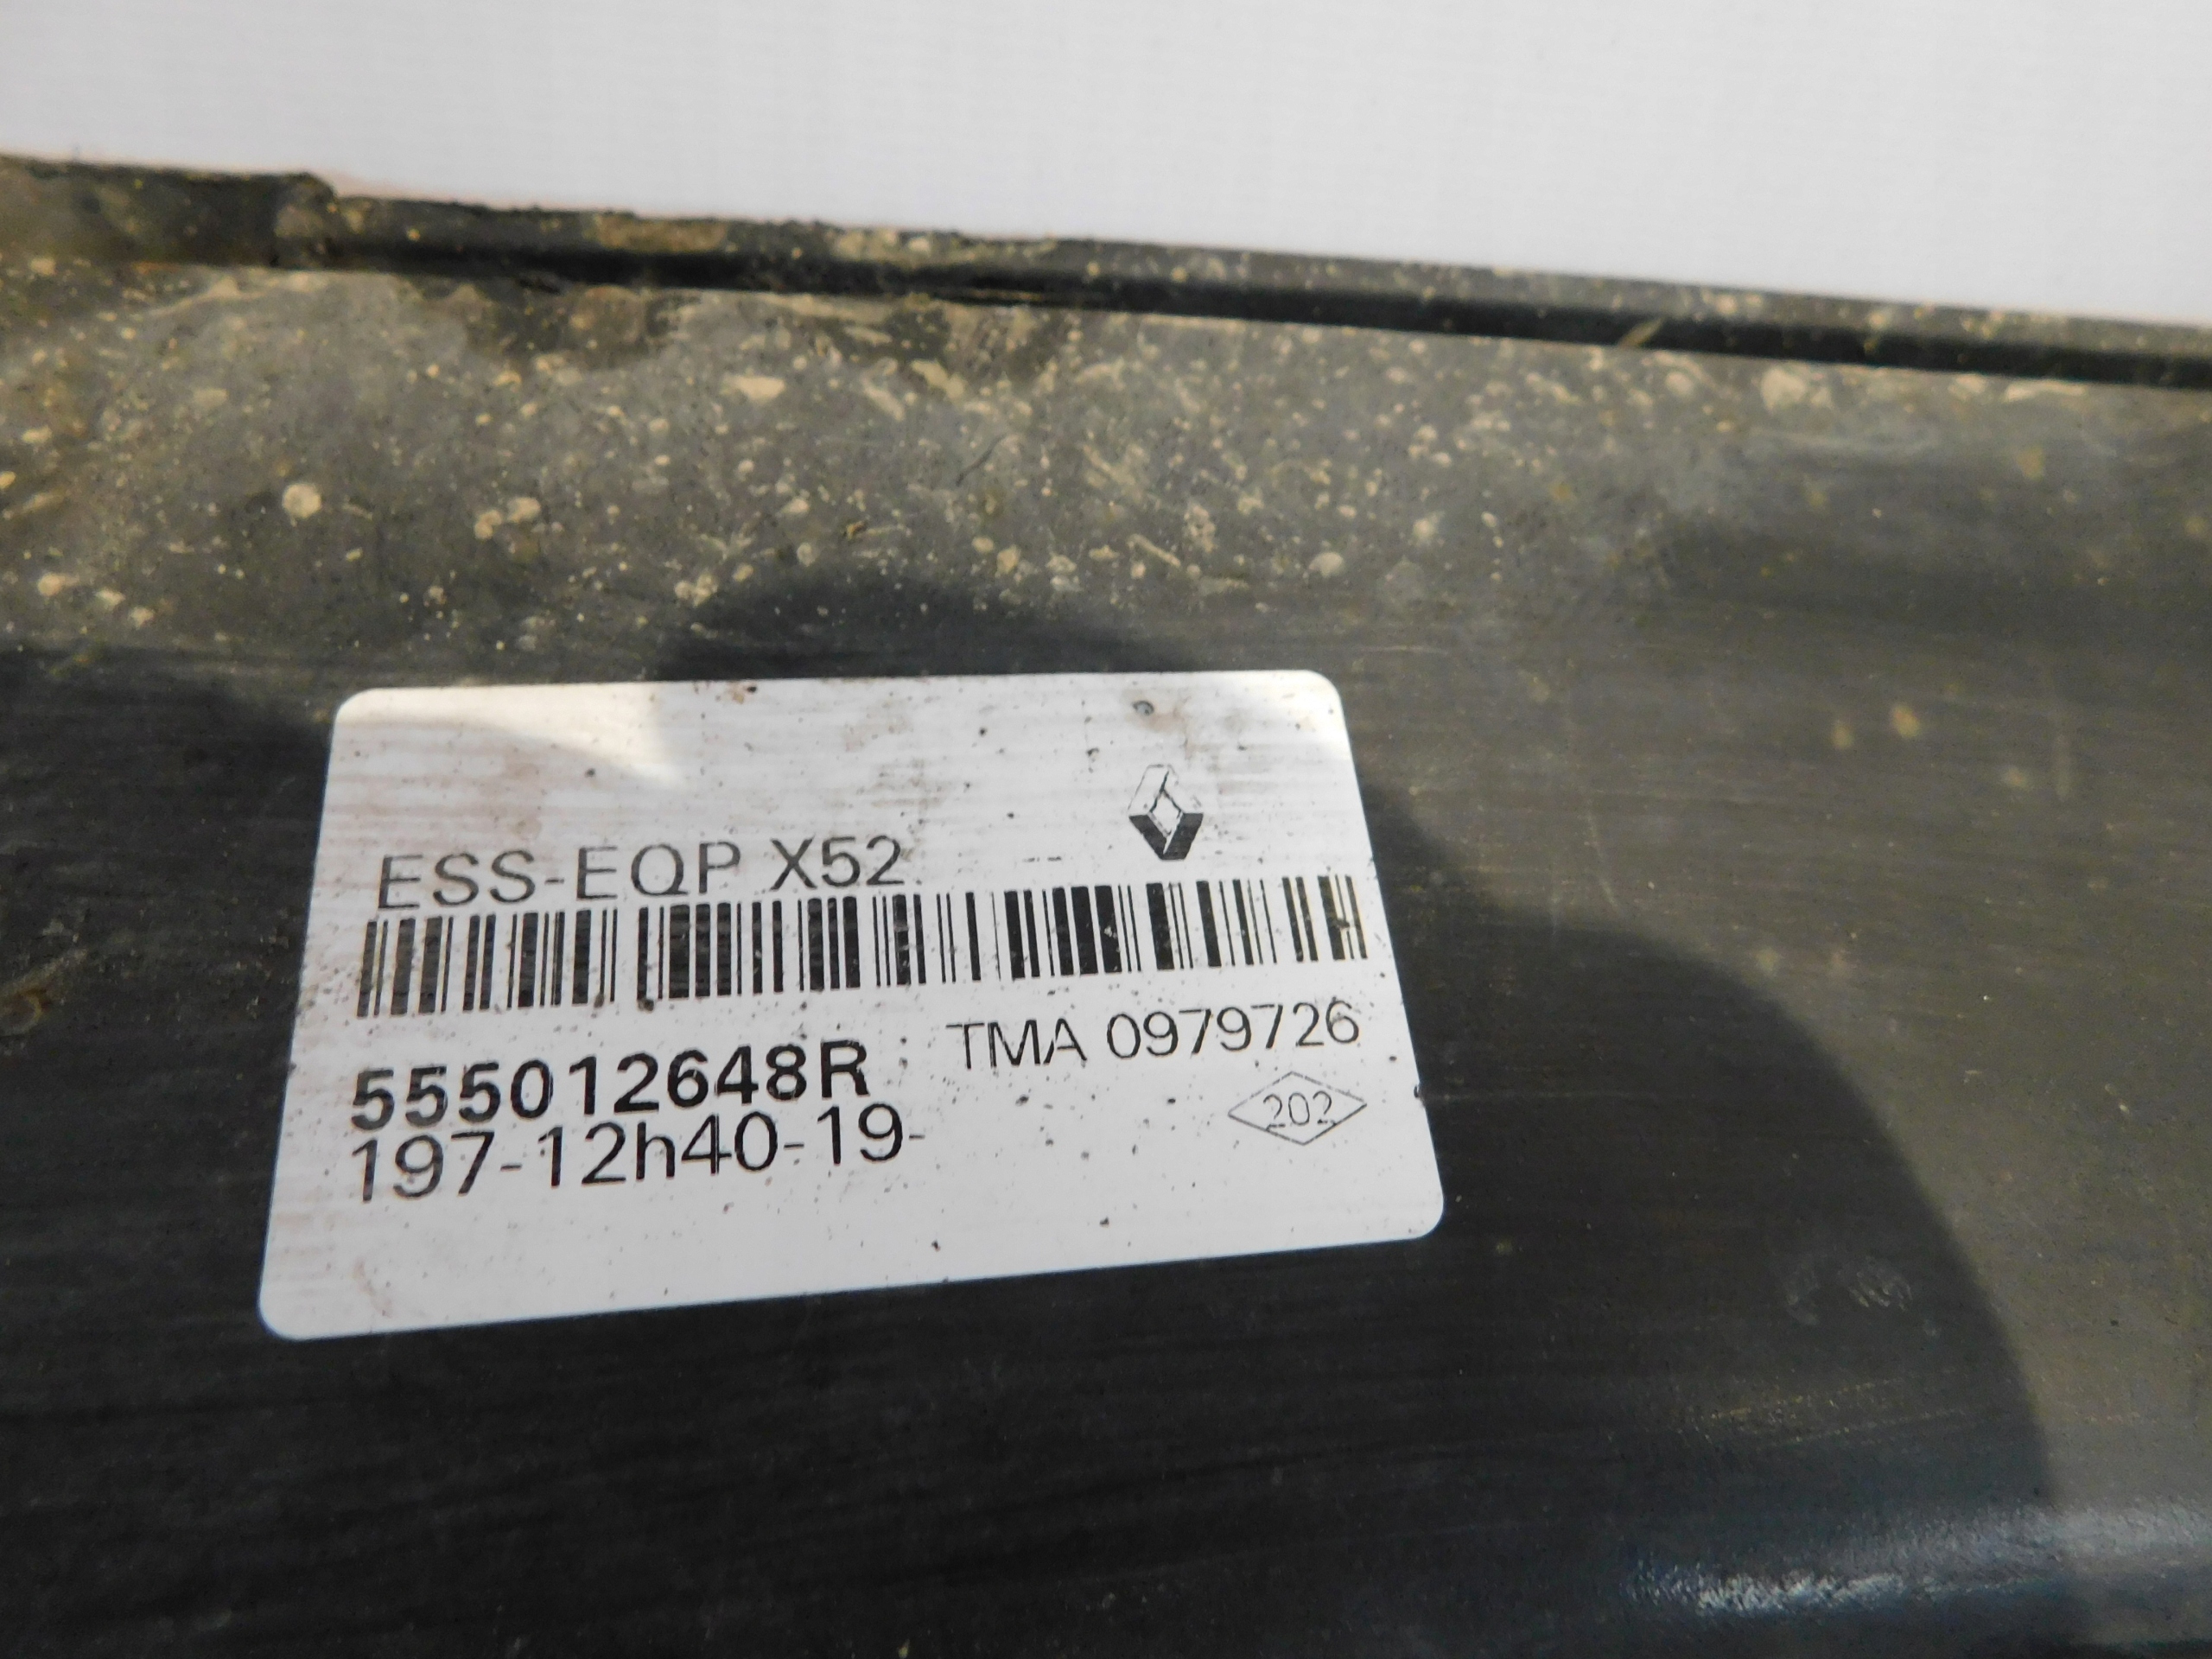 ESS-EQP X52
555012648R
TMA 0979726
197-12h40-19-
202